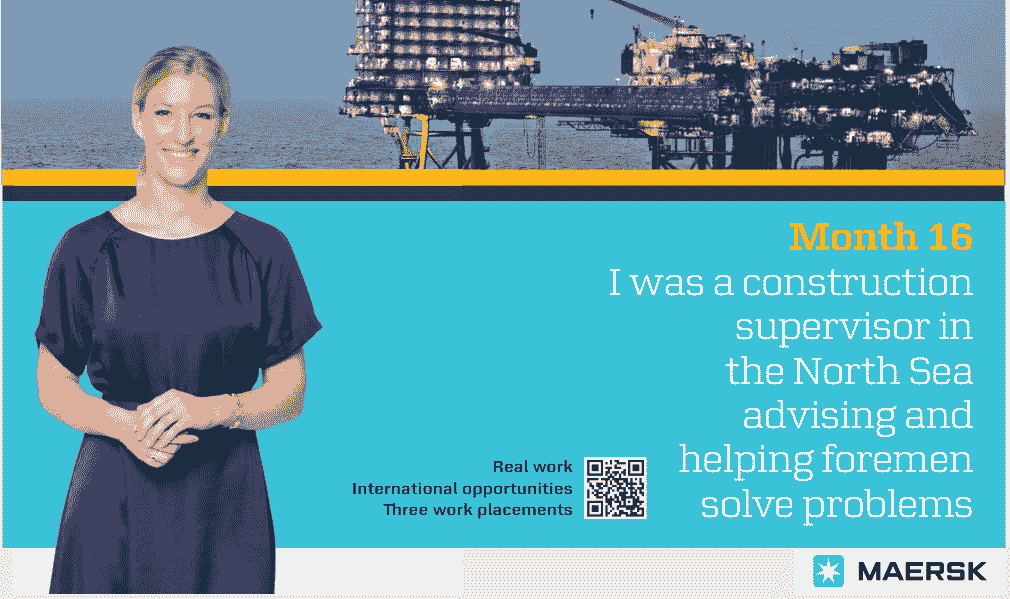 Month 16
I was a construction
supervisor in
the North Sea
advising and
helping foremen
solve problems
Real work
International opportunities
Three work placements
MAERSK